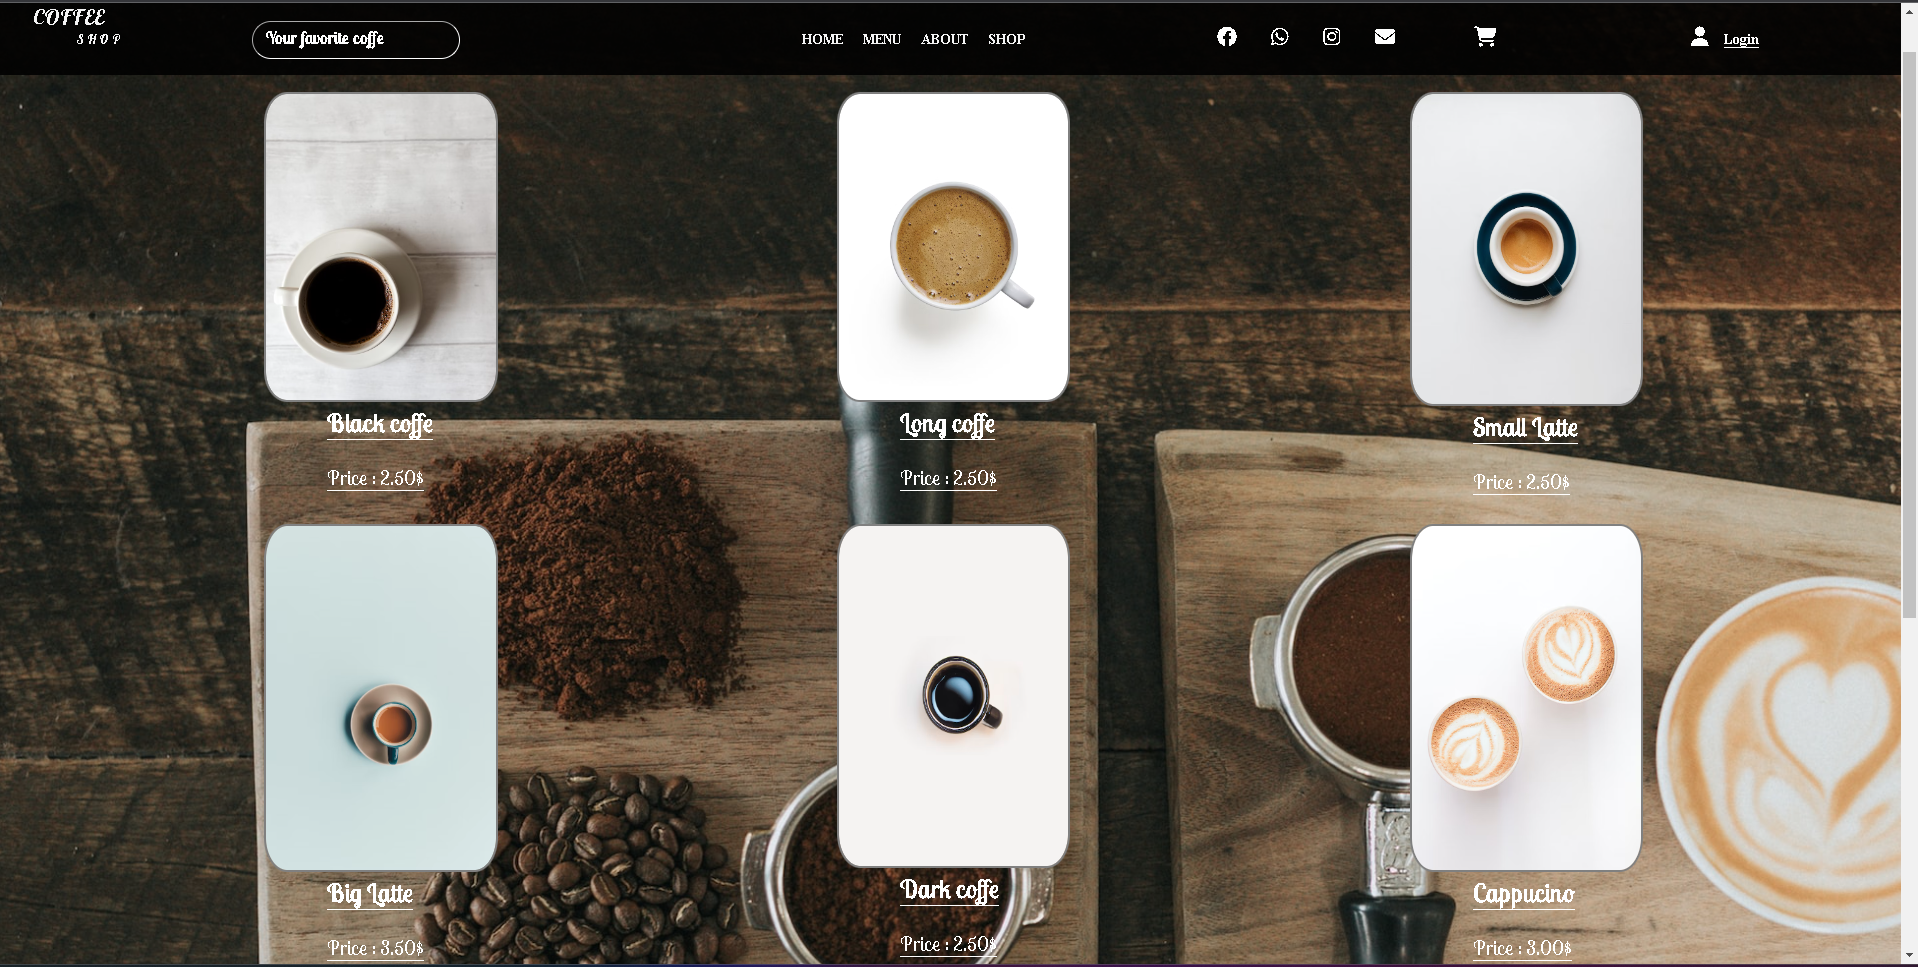 COFFEE
SHOP
Your favorite coffe
HOME MENU ABOUT SHOP
Login
Black coffe
Price : 2.50$
Long coffe
Price : 2.50$
Small Latte
Price : 2.50$
Big Latte
Price : 3.50$
Dark coffe
Price : 2.50$
Cappucino
Price : 3.00$